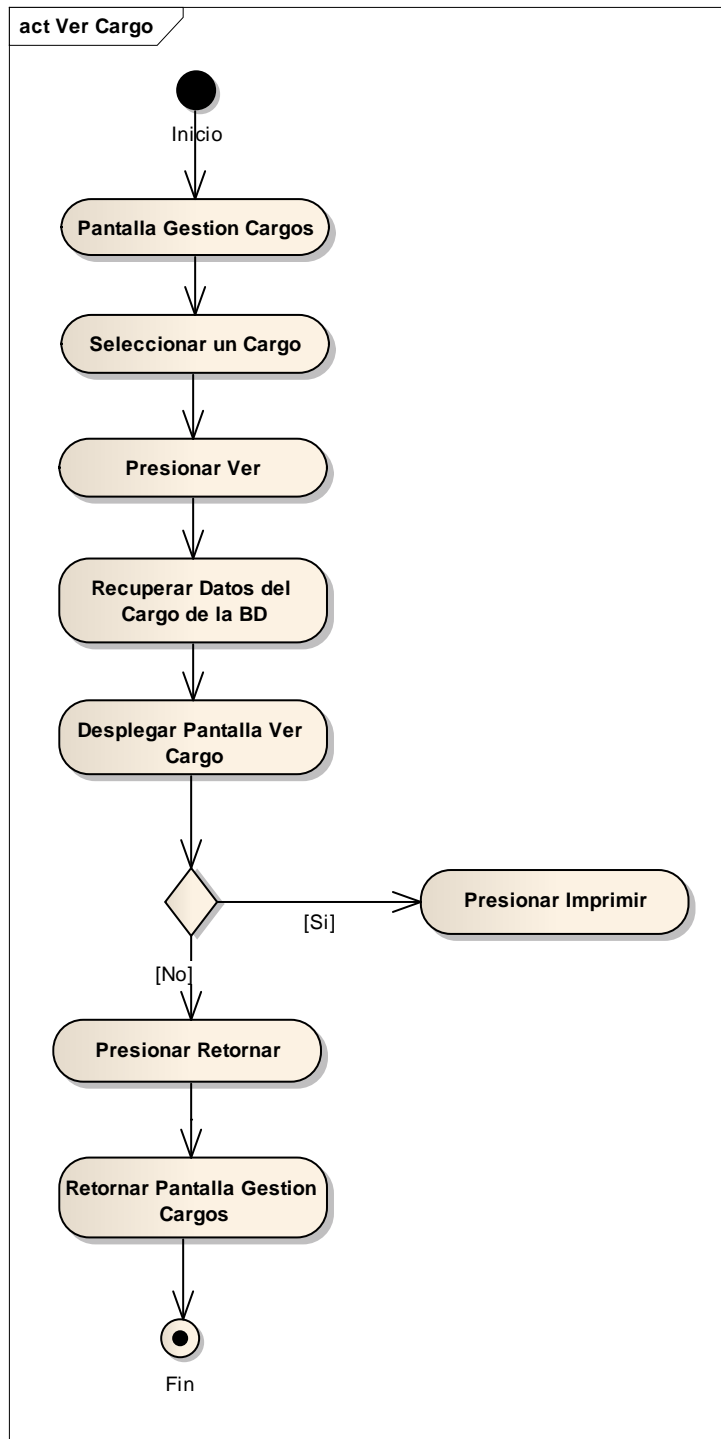 act Ver Cargo
Inicio
Pantalla Gestion Cargos
Seleccionar un Cargo
Presionar Ver
Recuperar Datos del
Cargo de la BD
Desplegar Pantalla Ver
Cargo
Presionar Imprimir
[Si]
[No]
Presionar Retornar
Retornar Pantalla Gestion
Cargos
Fin